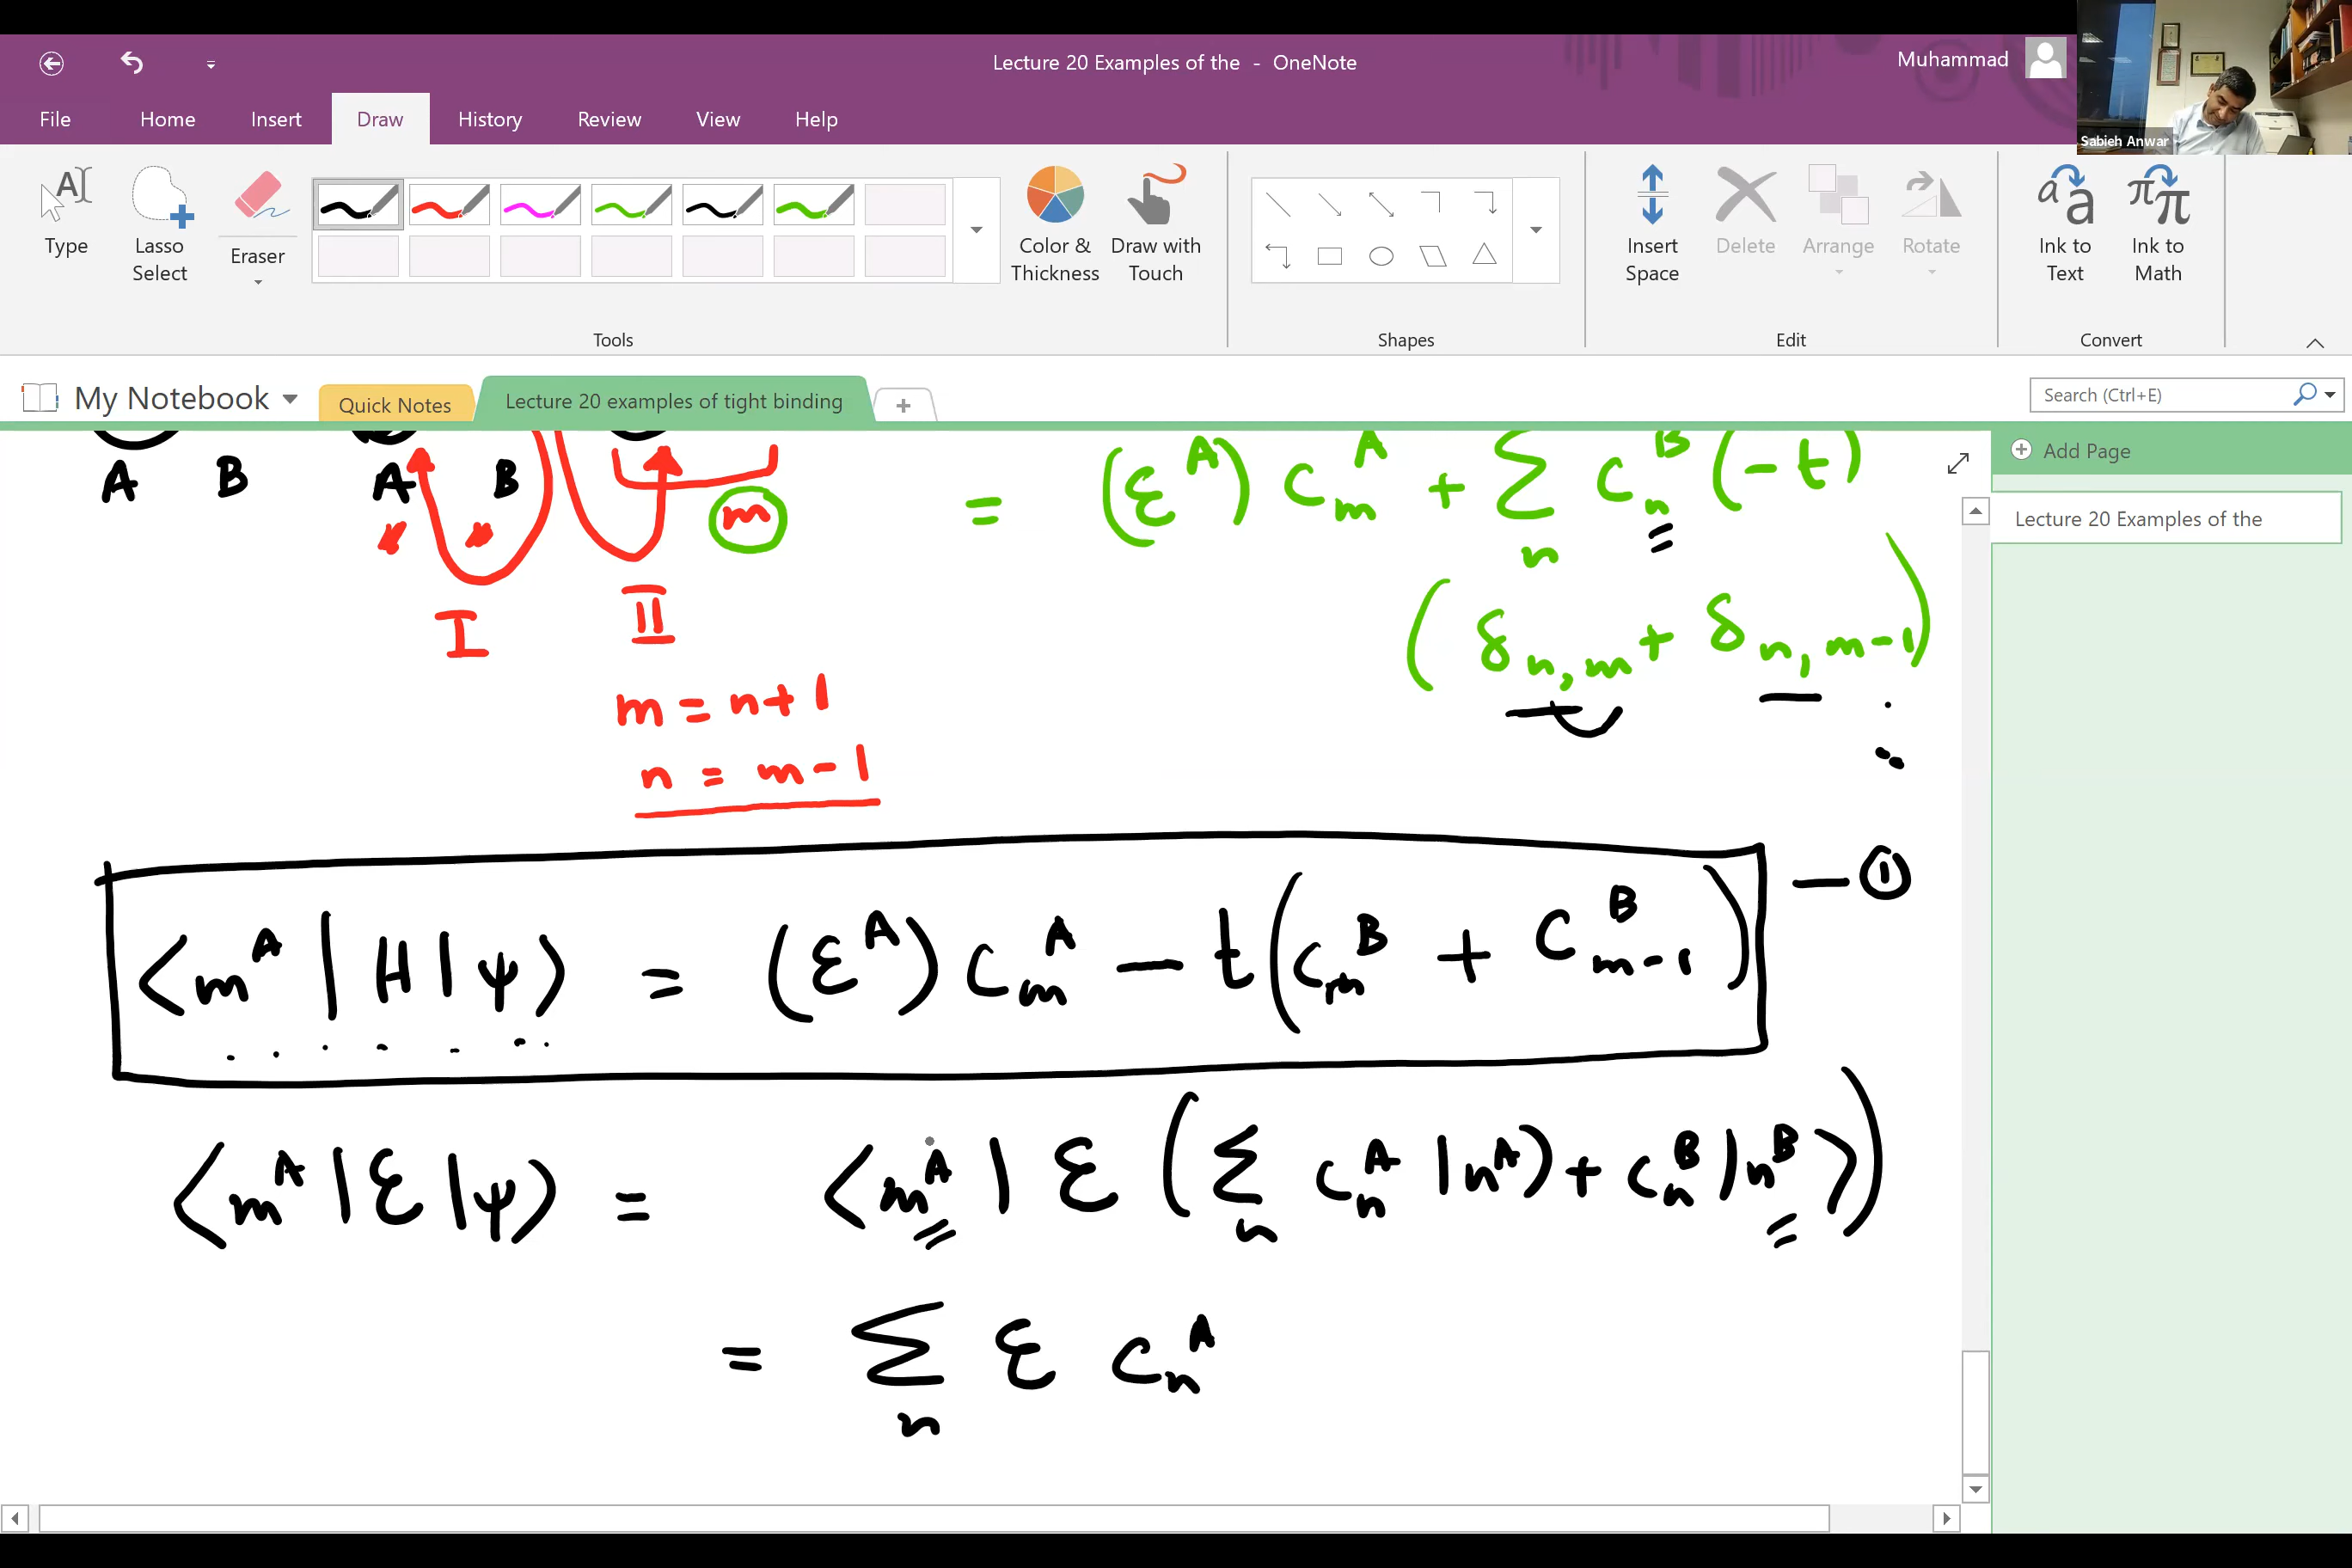 Lecture 20 Examples of the - OneNote
Muhammad
Sabieh Anwar
File Home Insert Draw History Review View Help
Type
Lasso Select
Eraser
Color & Thickness
Draw with Touch
Insert Space
Delete
Arrange
Rotate
Ink to Text
Ink to Math
Tools Shapes Edit Convert
My Notebook
Quick Notes
Lecture 20 examples of tight binding
Search (Ctrl+E)
Add Page
Lecture 20 Examples of the
A B A B
m
I
II
m = n+1
n = m-1
= (ε^A) c_m^A + Σ_n c_n^B (-t)
(δ_{n,m} + δ_{n,m-1})
⟨m^A | H | ψ⟩ = (ε^A) c_m^A - t(c_m^B + c_{m-1}^B) — ①
⟨m^A | ε | ψ⟩ = ⟨m^A | ε (Σ_n c_n^A |n^A⟩ + c_n^B |n^B⟩)
= Σ_n ε c_n^A